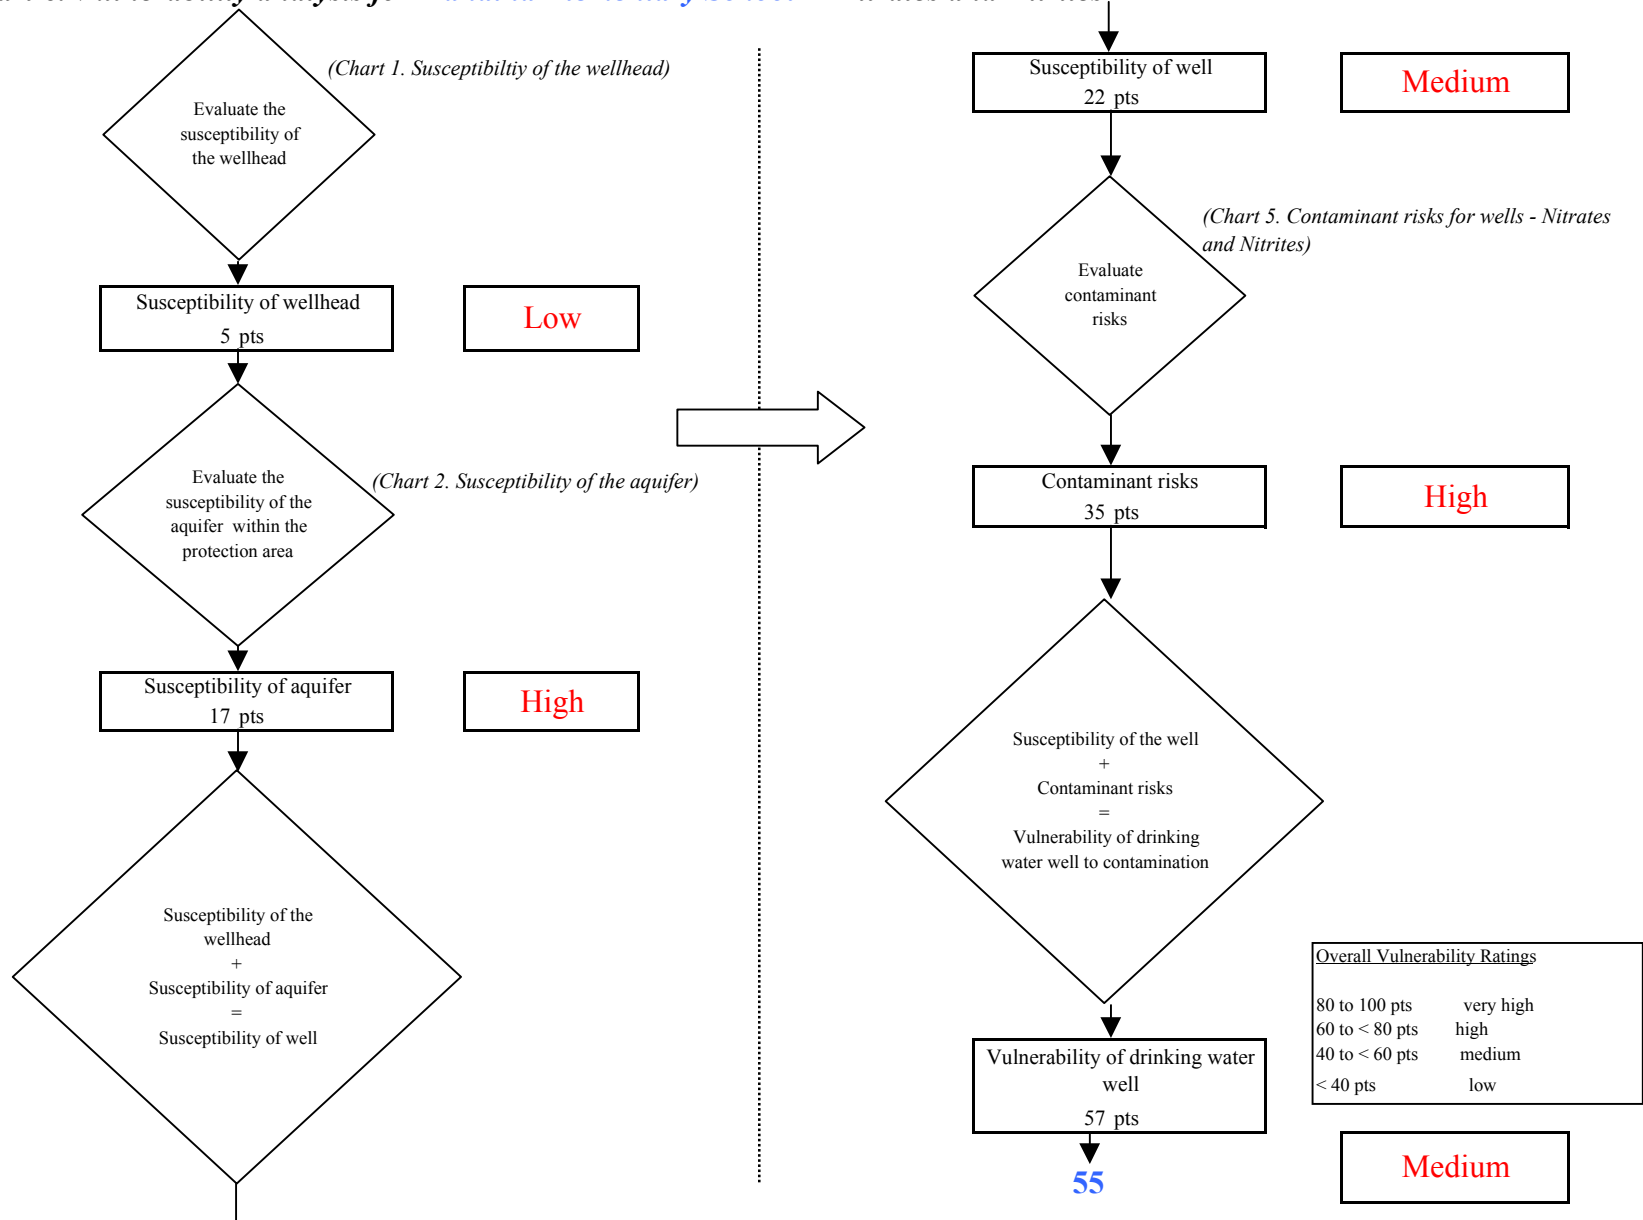 (Chart 1. Susceptibiltiy of the wellhead)
Evaluate the
susceptibility of
the wellhead
Susceptibility of wellhead
5 pts
Low
Evaluate the
susceptibility of the
aquifer within the
protection area
(Chart 2. Susceptibility of the aquifer)
Susceptibility of aquifer
17 pts
High
Susceptibility of the
wellhead
+
Susceptibility of aquifer
=
Susceptibility of well
Susceptibility of well
22 pts
Medium
(Chart 5. Contaminant risks for wells - Nitrates
and Nitrites)
Evaluate
contaminant
risks
Contaminant risks
35 pts
High
Susceptibility of the well
+
Contaminant risks
=
Vulnerability of drinking
water well to contamination
Vulnerability of drinking water
well
57 pts
55
Overall Vulnerability Ratings
80 to 100 pts very high
60 to < 80 pts high
40 to < 60 pts medium
< 40 pts low
Medium